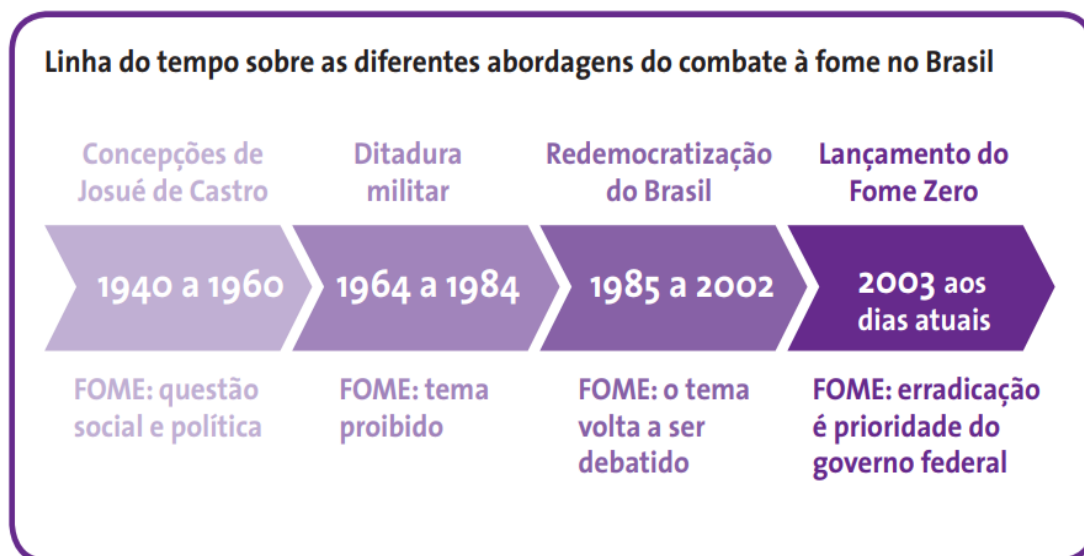 Linha do tempo sobre as diferentes abordagens do combate à fome no Brasil
Concepções de
Josué de Castro
Ditadura
militar
Redemocratização
do Brasil
Lançamento do
Fome Zero
1940 a 1960
1964 a 1984
1985 a 2002
2003 aos
dias atuais
FOME: questão
social e política
FOME: tema
proibido
FOME: o tema
volta a ser
debatido
FOME: erradicação
é prioridade do
governo federal